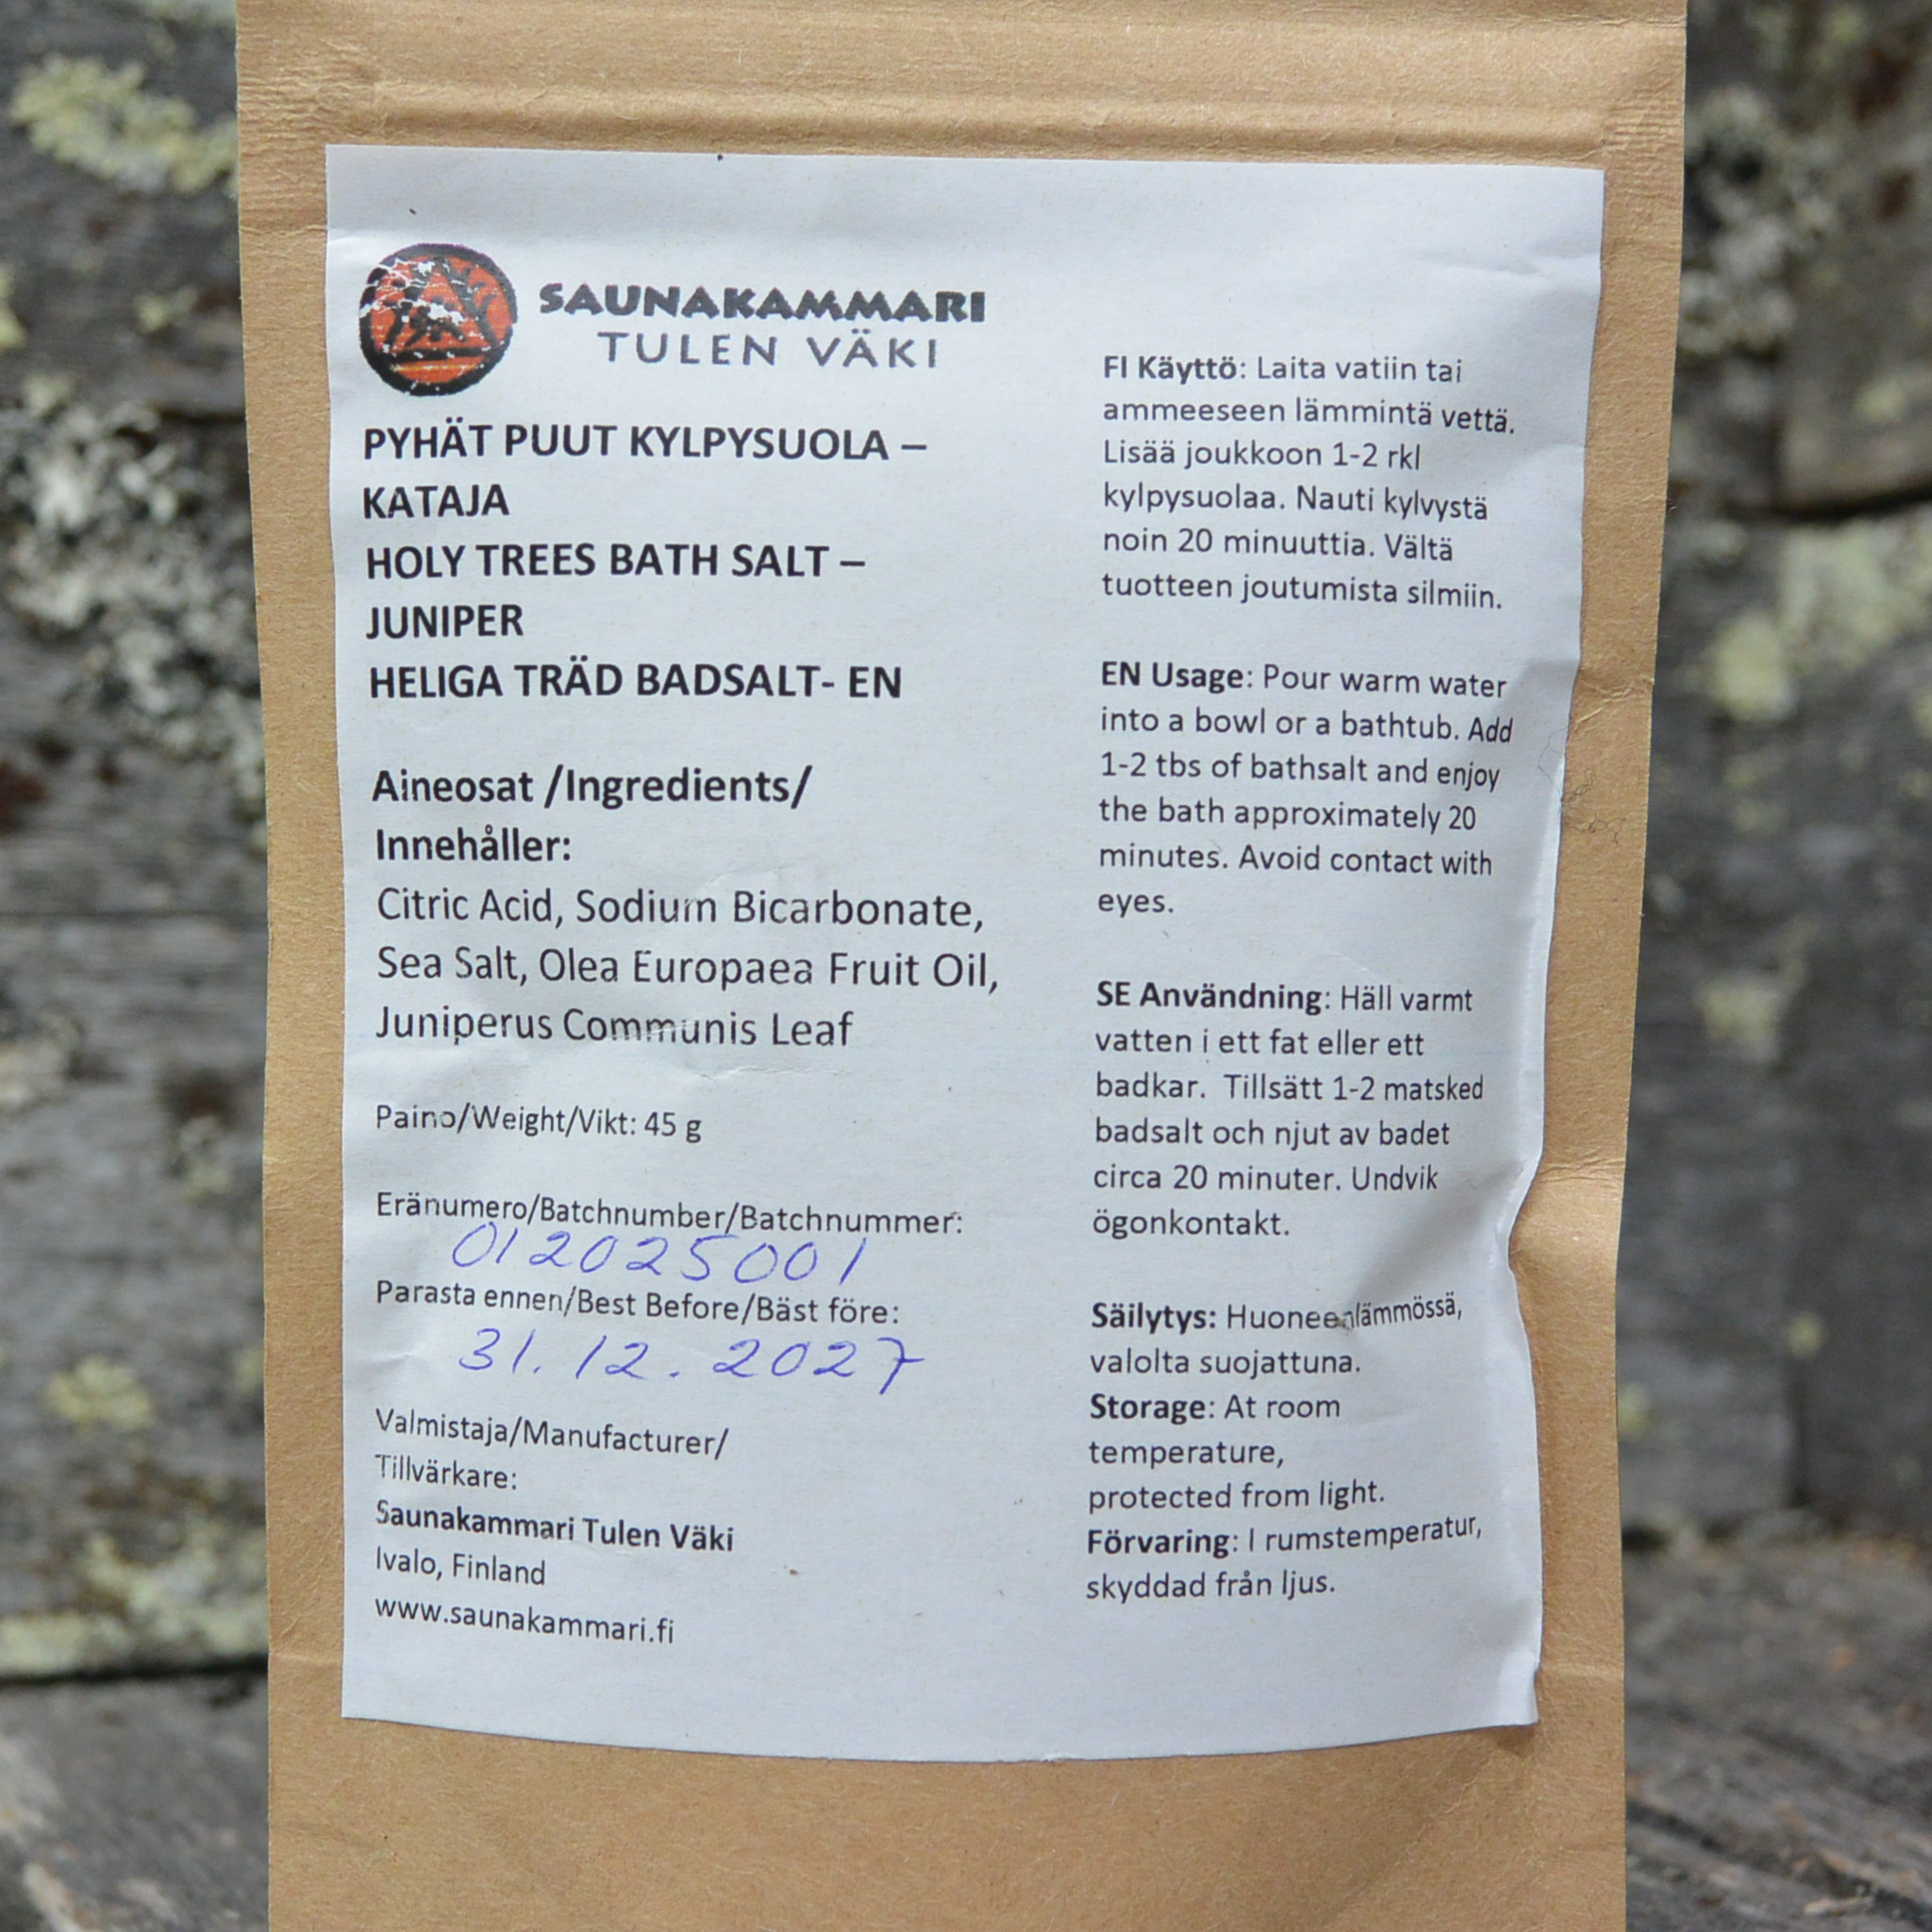 SAUNAKAMMARI
TULEN VÄKI
PYHÄT PUUT KYLPYSUOLA –
KATAJA
HOLY TREES BATH SALT –
JUNIPER
HELIGA TRÄD BADSALT- EN
Aineosat /Ingredients/
Innehåller:
Citric Acid, Sodium Bicarbonate,
Sea Salt, Olea Europaea Fruit Oil,
Juniperus Communis Leaf
Paino/Weight/Vikt: 45 g
Eränumero/Batchnumber/Batchnummer:
012025001
Parasta ennen/Best Before/Bäst före:
31.12.2027
Valmistaja/Manufacturer/
Tillvärkare:
Saunakammari Tulen Väki
Ivalo, Finland
www.saunakammari.fi
FI Käyttö: Laita vatiin tai
ammeeseen lämmintä vettä.
Lisää joukkoon 1-2 rkl
kylpysuolaa. Nauti kylvystä
noin 20 minuuttia. Vältä
tuotteen joutumista silmiin.
EN Usage: Pour warm water
into a bowl or a bathtub. Add
1-2 tbs of bathsalt and enjoy
the bath approximately 20
minutes. Avoid contact with
eyes.
SE Användning: Häll varmt
vatten i ett fat eller ett
badkar. Tillsätt 1-2 matsked
badsalt och njut av badet
circa 20 minuter. Undvik
ögonkontakt.
Säilytys: Huoneenlämmössä,
valolta suojattuna.
Storage: At room
temperature,
protected from light.
Förvaring: I rumstemperatur,
skyddad från ljus.